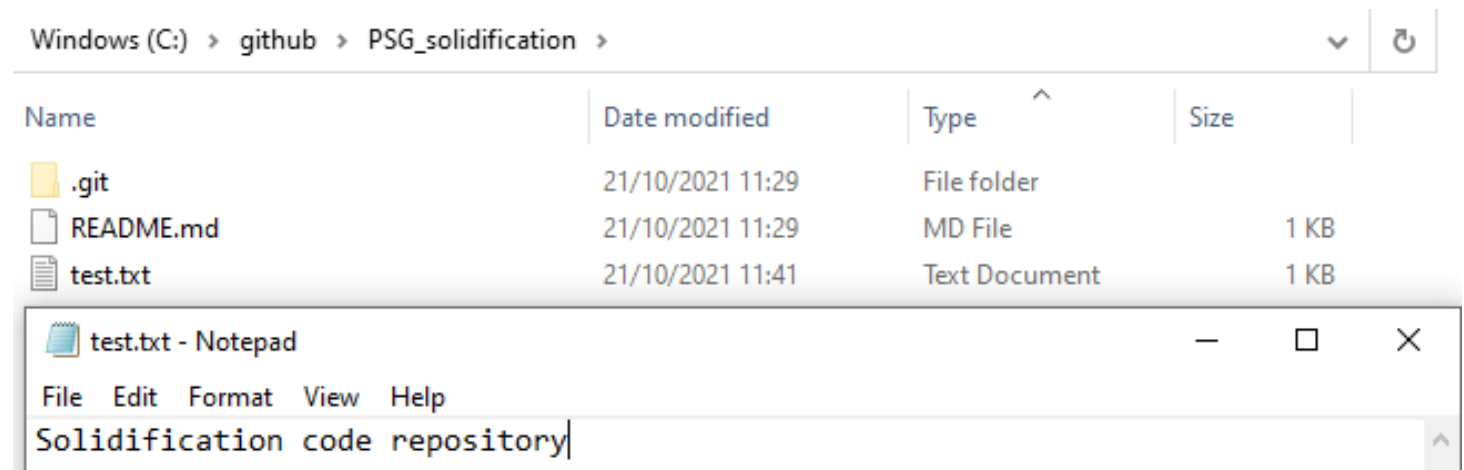 Windows (C:) > github > PSG_solidification >
Name Date modified Type Size
.git 21/10/2021 11:29 File folder
README.md 21/10/2021 11:29 MD File 1 KB
test.txt 21/10/2021 11:41 Text Document 1 KB
test.txt - Notepad
File Edit Format View Help
Solidification code repository